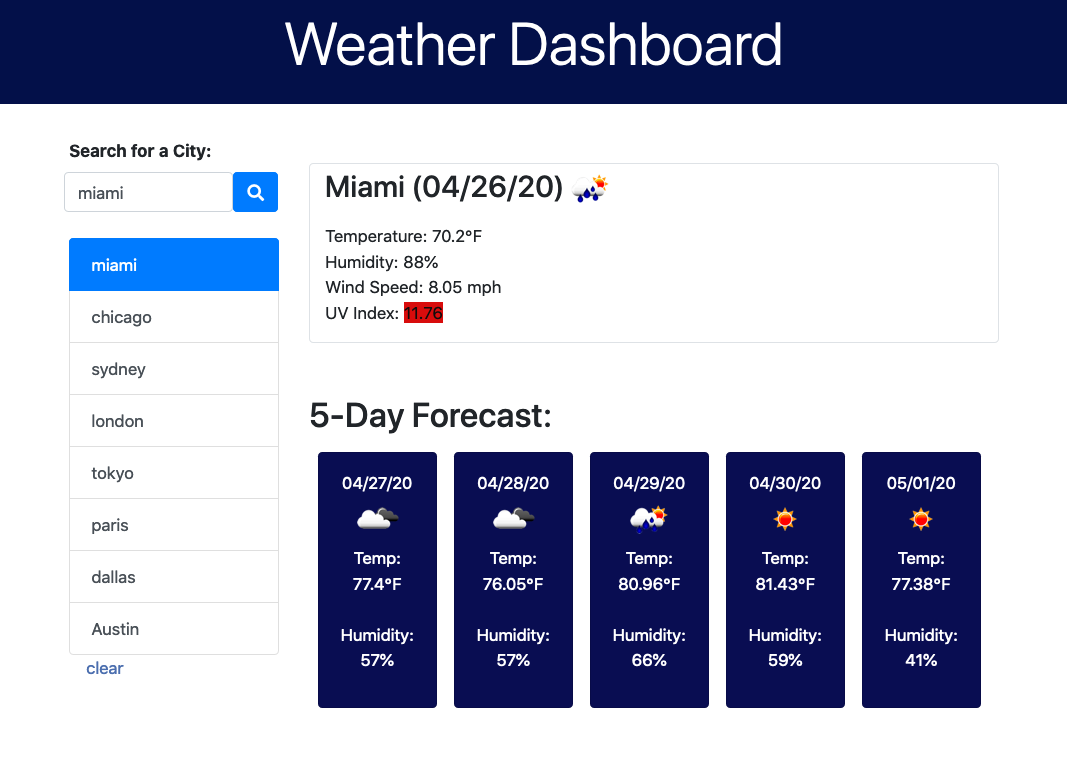 Weather Dashboard
Search for a City:
miami
miami
chicago
sydney
london
tokyo
paris
dallas
Austin
clear
Miami (04/26/20)
Temperature: 70.2°F
Humidity: 88%
Wind Speed: 8.05 mph
UV Index: 11.76
5-Day Forecast:
04/27/20
Temp:
77.4°F
Humidity:
57%
04/28/20
Temp:
76.05°F
Humidity:
57%
04/29/20
Temp:
80.96°F
Humidity:
66%
04/30/20
Temp:
81.43°F
Humidity:
59%
05/01/20
Temp:
77.38°F
Humidity:
41%